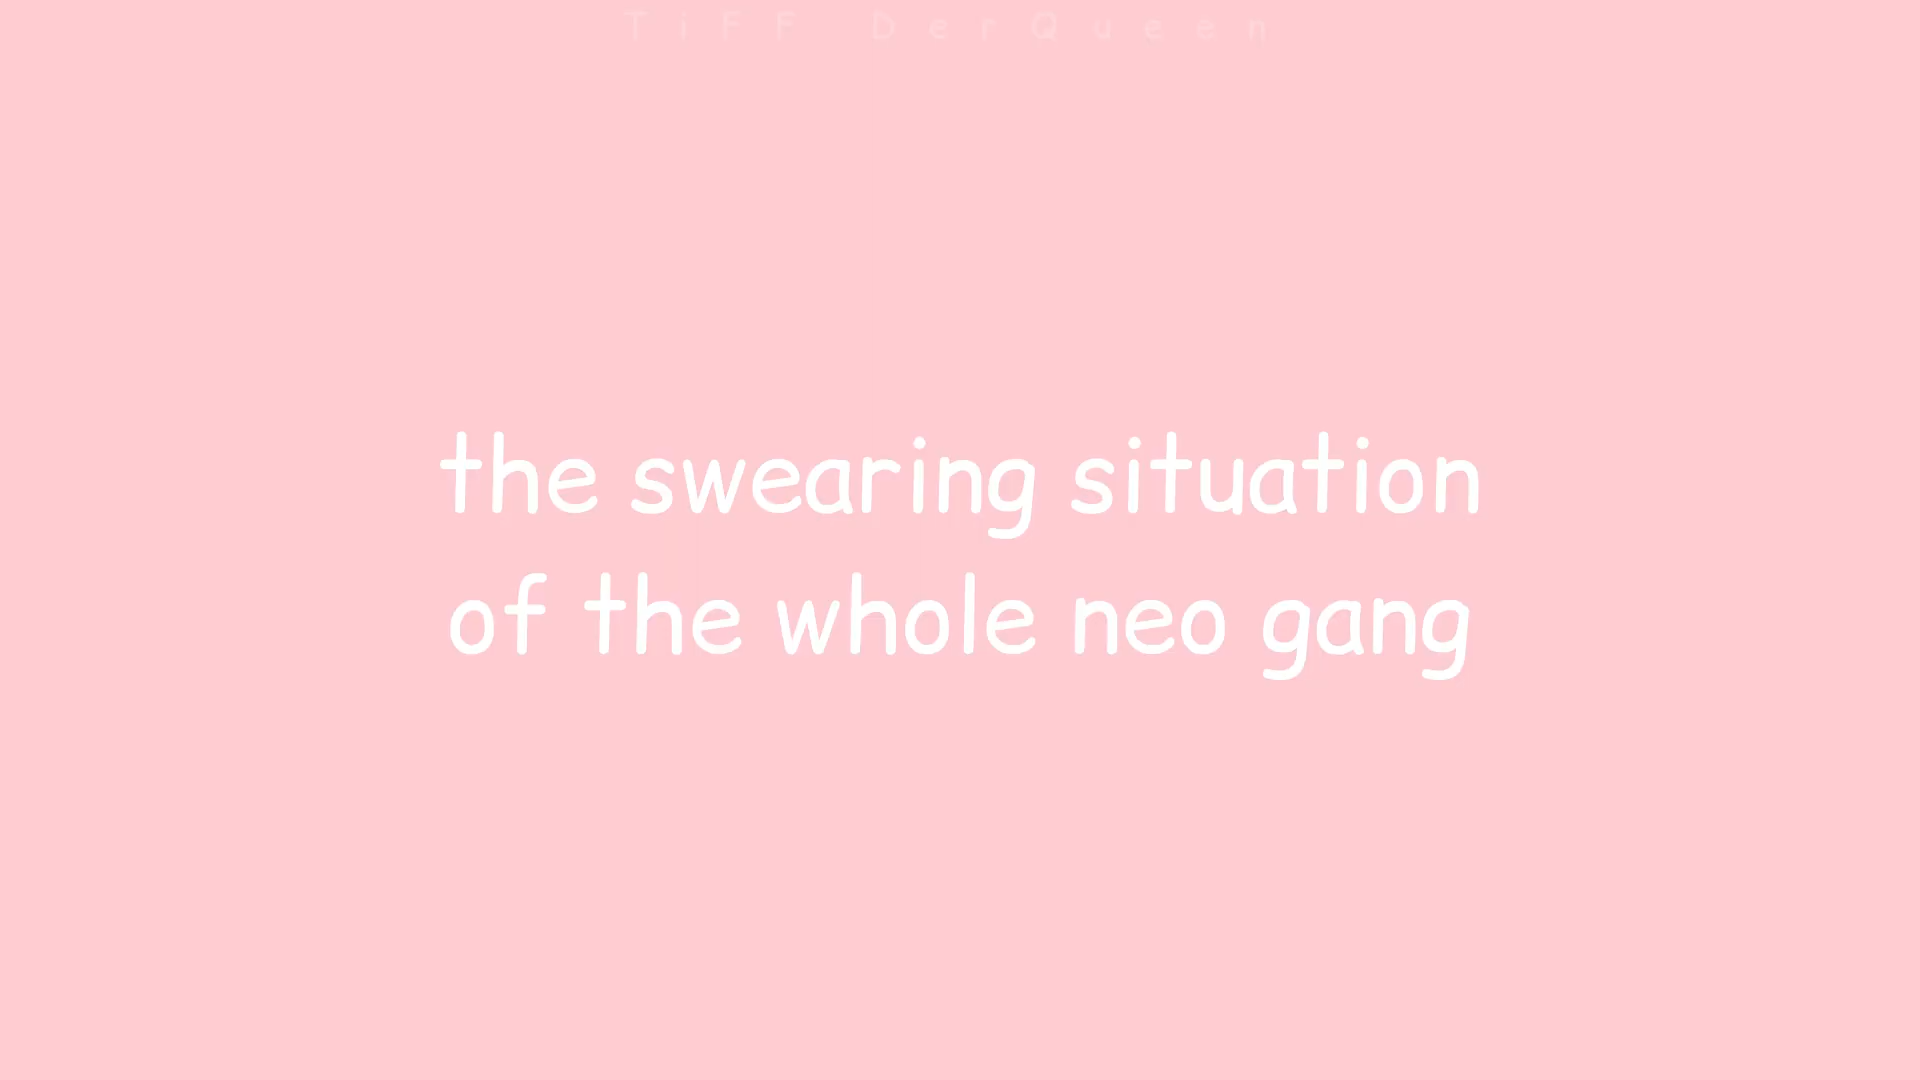 TiFF DerQueen
the swearing situation
of the whole neo gang